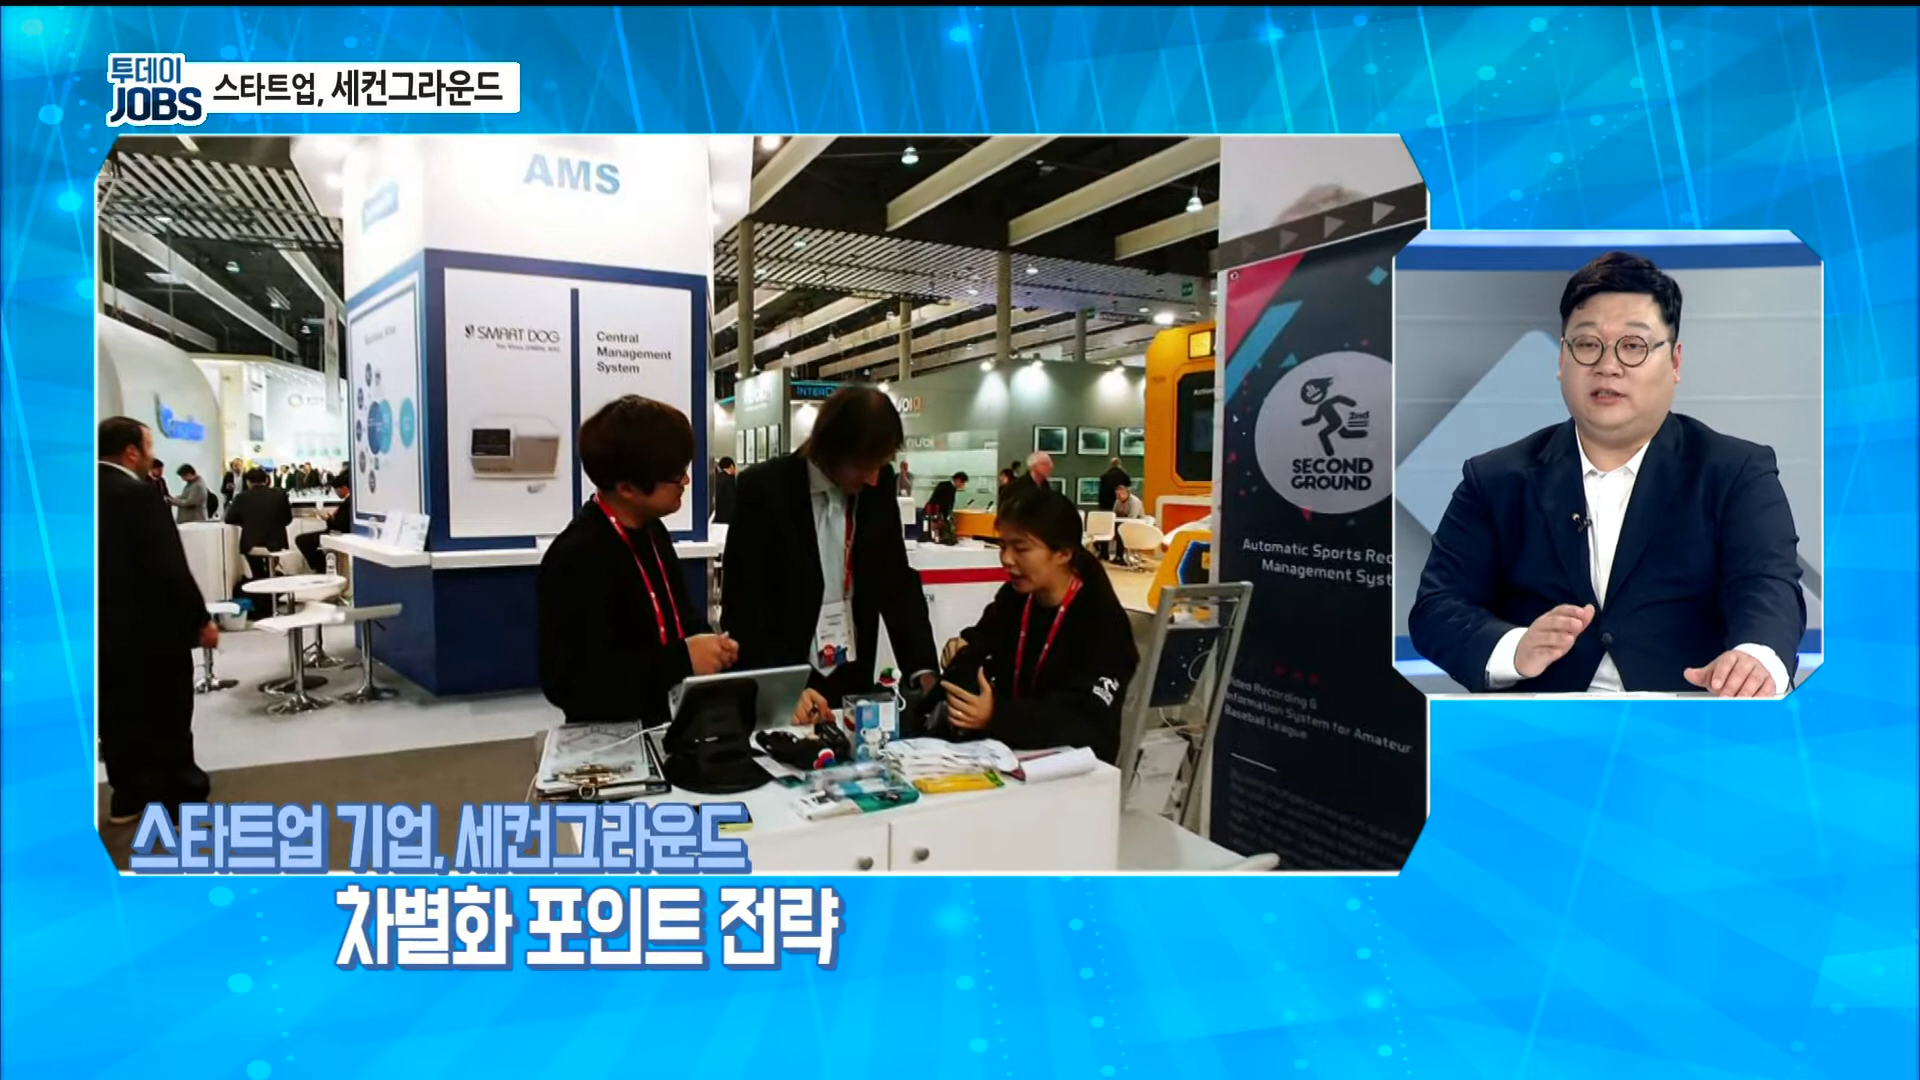 투데이
JOBS
스타트업, 세컨그라운드
AMS
SMART DOG
Central
Management
System
2nd
SECOND
GROUND
Automatic Sports Rec
Management Syst
Video Recording &
Information System for Amateur
Baseball League
스타트업 기업, 세컨그라운드
차별화 포인트 전략